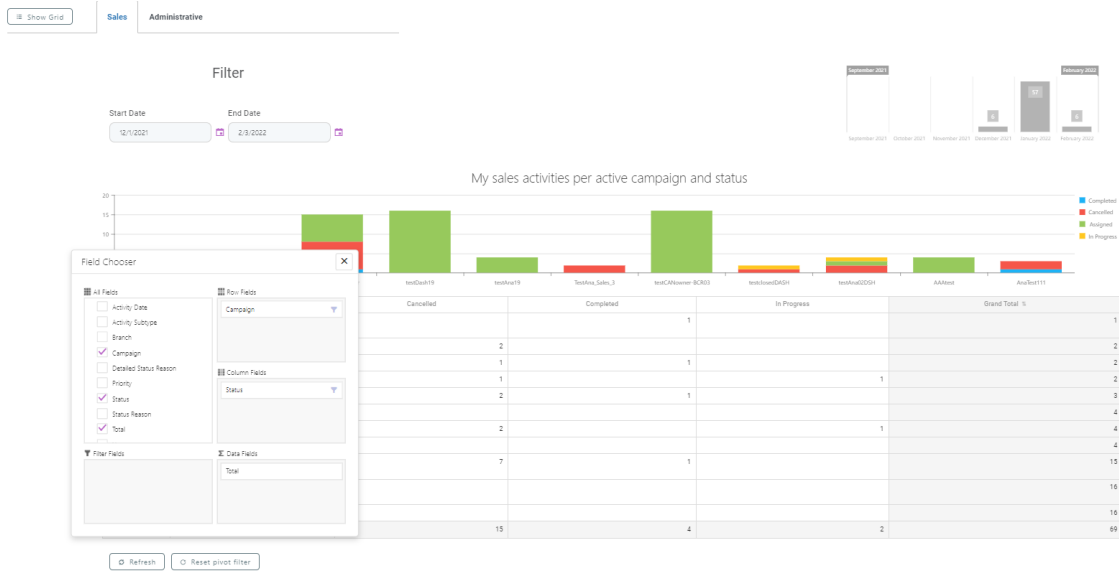 Show Grid
Sales
Administrative
Filter
Start Date
End Date
12/1/2021
2/3/2022
September 2021
February 2022
6
57
6
September 2021 October 2021 November 2021 December 2021 January 2022 February 2022
My sales activities per active campaign and status
20
15
10
Completed
Cancelled
Assigned
In Progress
testDash19 testAna19 TestAna_Sales_3 testCANowner-BCR03 testclosedDASH testAna02DSH AAAtest AnaTest111
Field Chooser
All Fields
Activity Date
Activity Subtype
Branch
Campaign
Detailed Status Reason
Priority
Status
Status Reason
Total
Row Fields
Campaign
Column Fields
Status
Filter Fields
Data Fields
Total
Cancelled Completed In Progress Grand Total
1 1
2 2
1 1 2
1 1 2
2 1 3
4
2 1 4
4
7 1 15
16
16
15 4 2 69
Refresh
Reset pivot filter